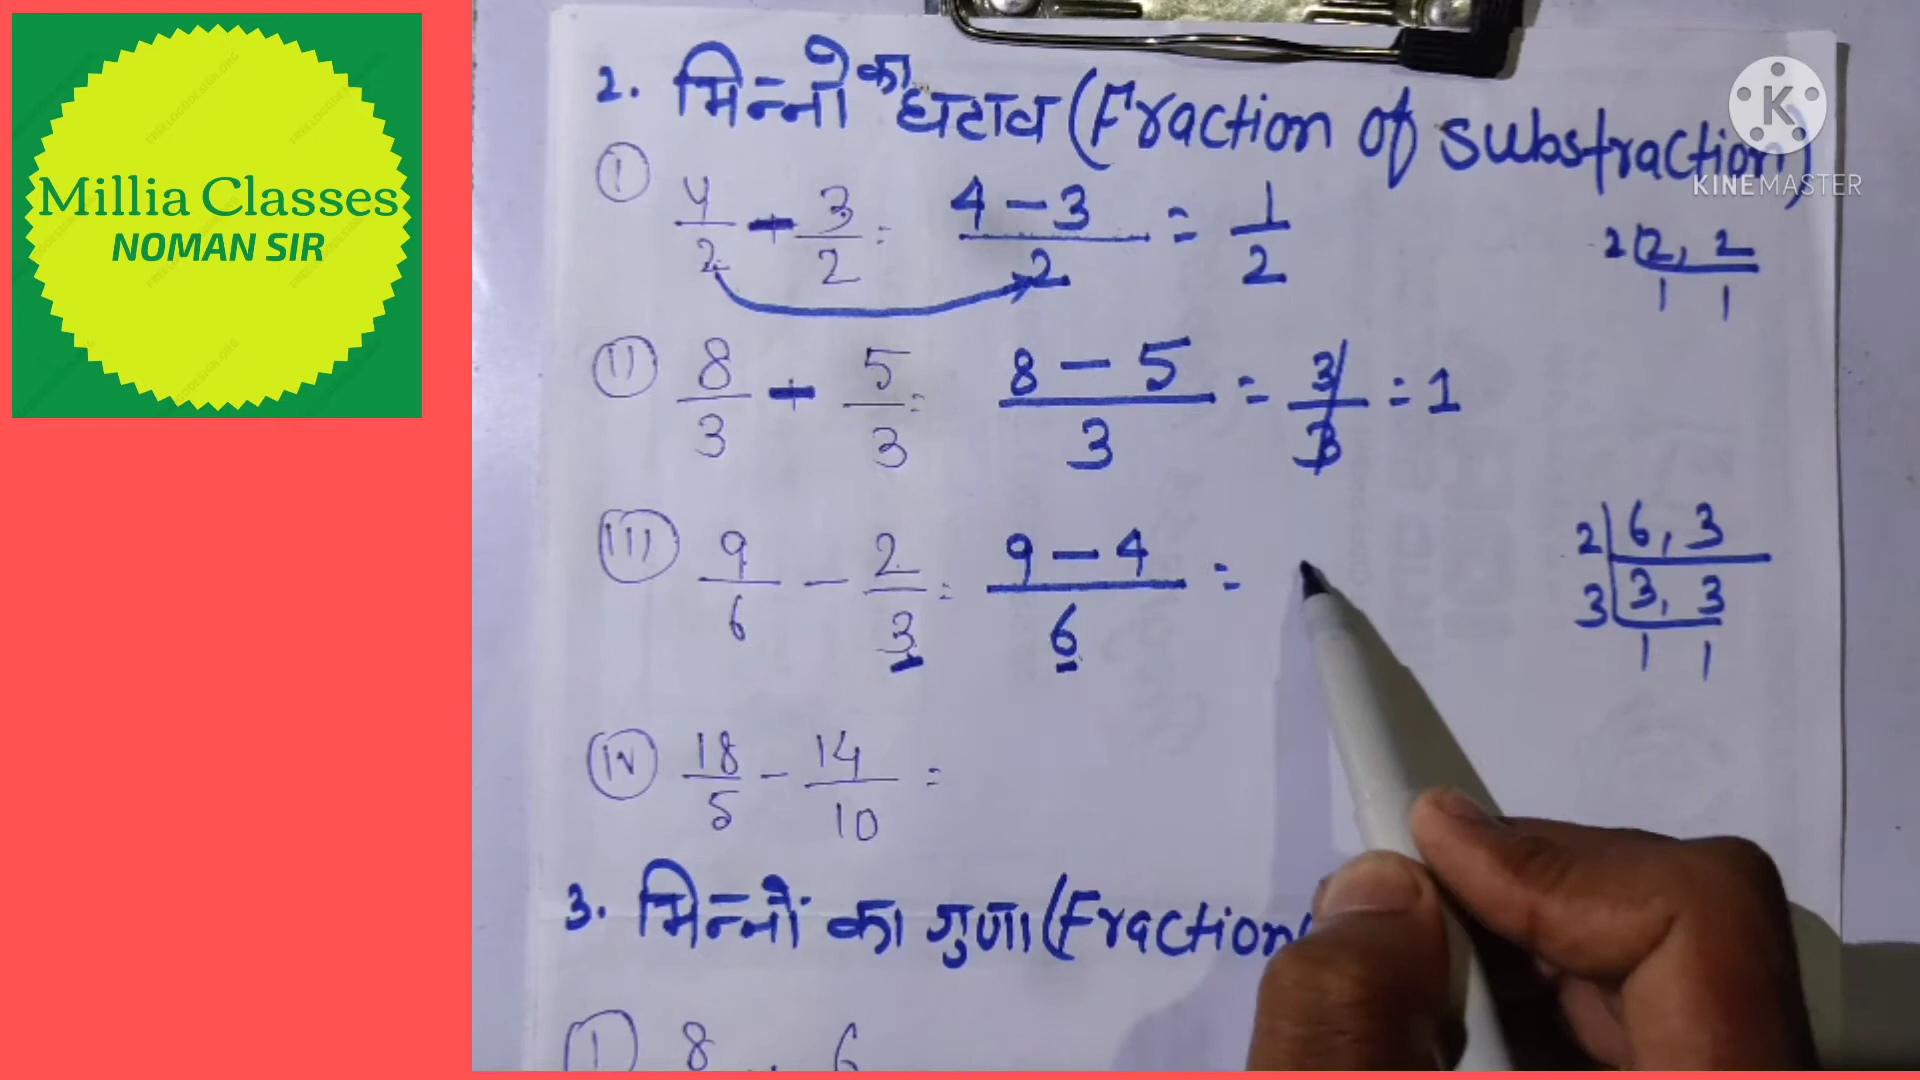 Millia Classes
NOMAN SIR
KINEMASTER
2. भिन्नो का घटाव (Fraction of substraction)
(I) 4/2 - 3/2 = 4-3/2 = 1/2
2 | 2, 2
1 1
(II) 8/3 - 5/3 = 8-5/3 = 3/3 = 1
(III) 9/6 - 2/3 = 9-4/6 =
2 | 6, 3
3 | 3, 3
1 1
(IV) 18/5 - 14/10 =
3. भिन्नों का गुणा (Fraction
(I) 8 6